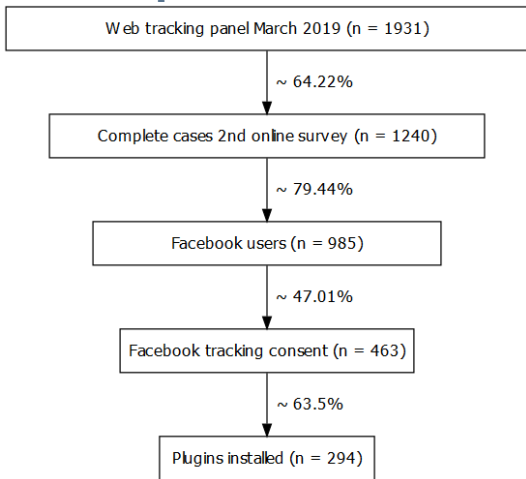 Web tracking panel March 2019 (n = 1931)
~ 64.22%
Complete cases 2nd online survey (n = 1240)
~ 79.44%
Facebook users (n = 985)
~ 47.01%
Facebook tracking consent (n = 463)
~ 63.5%
Plugins installed (n = 294)